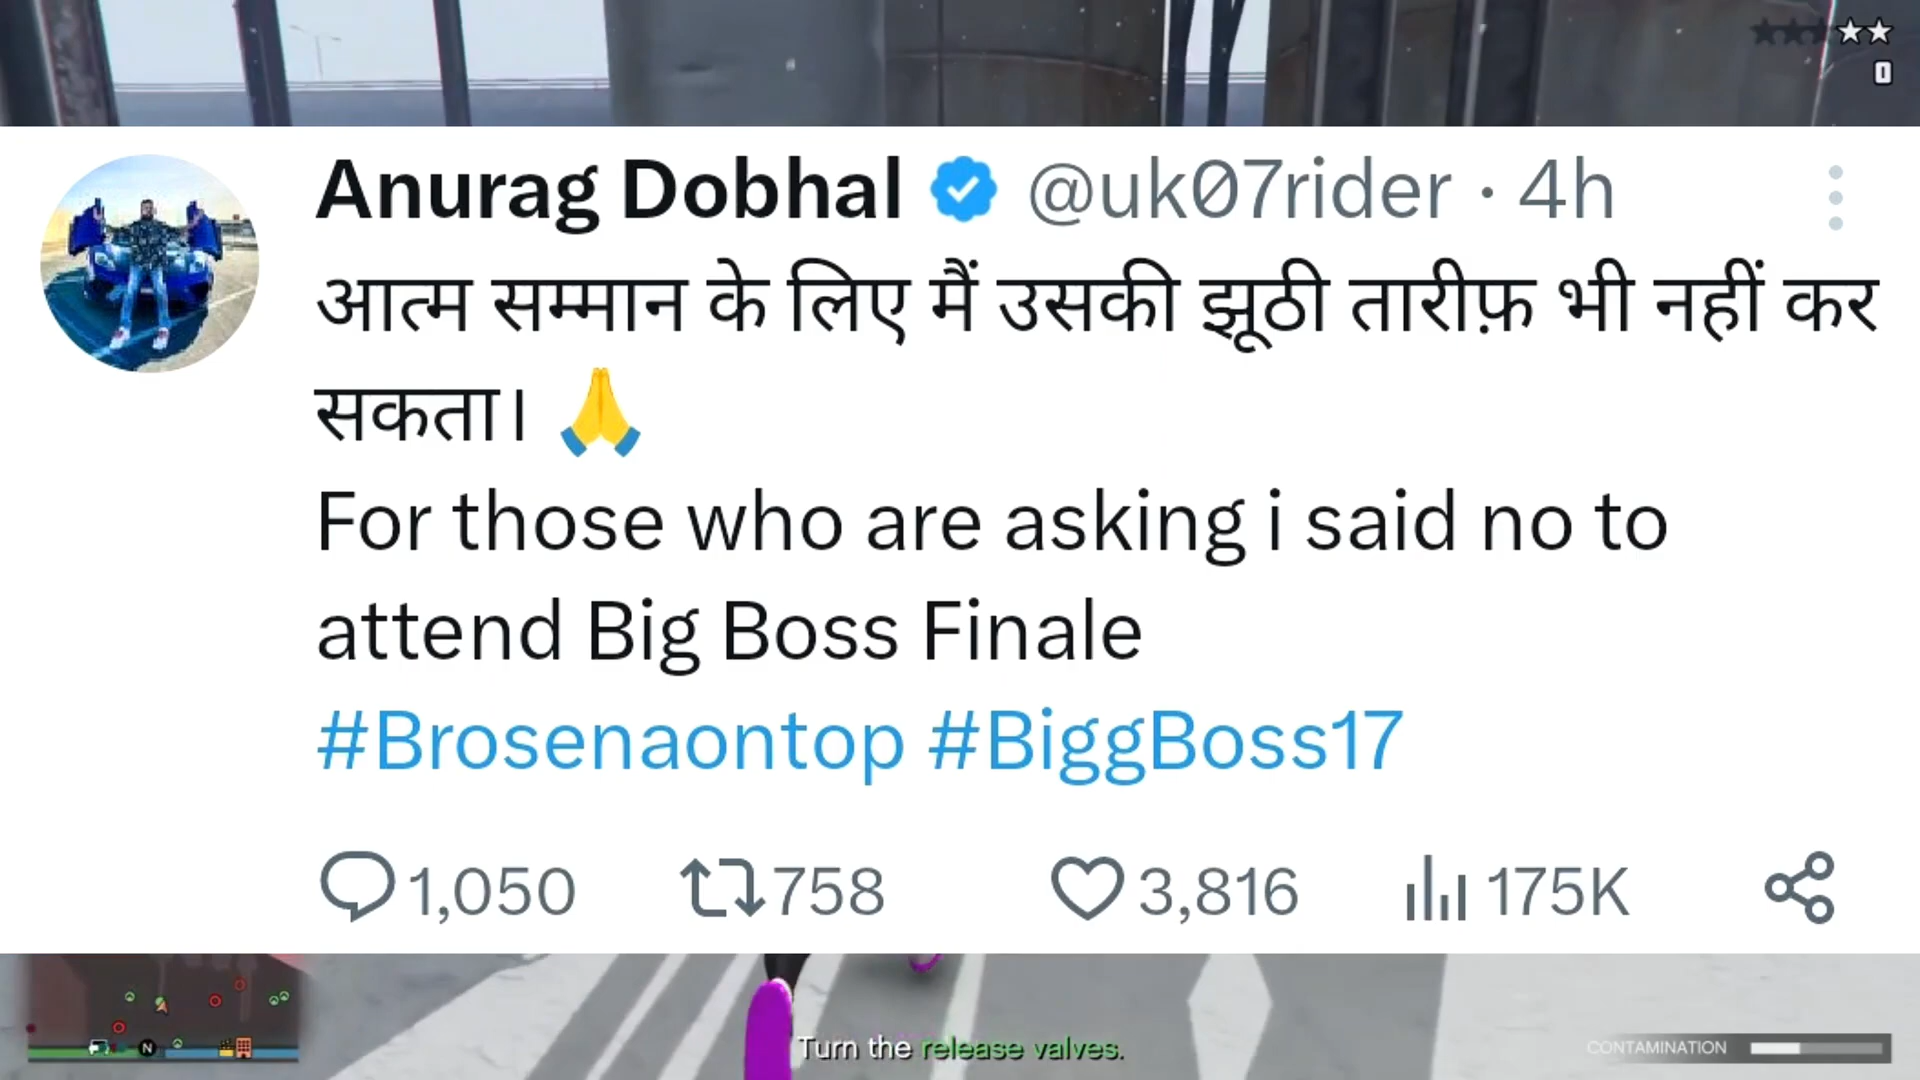 Anurag Dobhal @uk07rider · 4h
आत्म सम्मान के लिए मैं उसकी झूठी तारीफ़ भी नहीं कर
सकता। 🙏
For those who are asking i said no to
attend Big Boss Finale
#Brosenaontop #BiggBoss17
1,050 758 3,816 175K
N
Turn the release valves.
CONTAMINATION